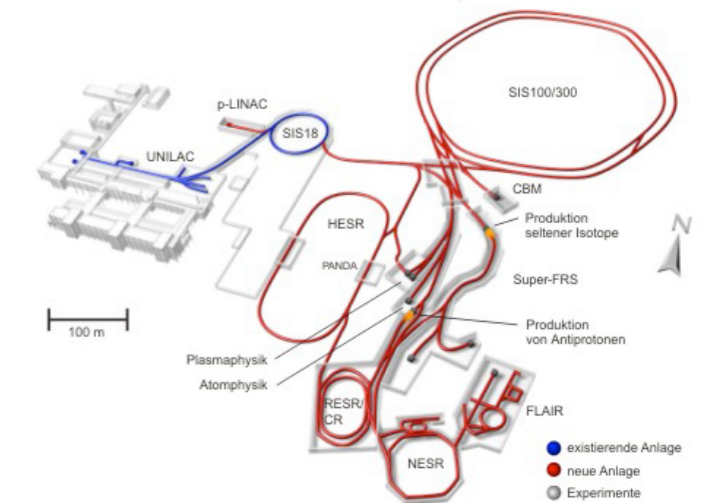 SIS100/300
p-LINAC
SIS18
UNILAC
CBM
Produktion
seltener Isotope
N
HESR
PANDA
Super-FRS
100 m
Produktion
von Antiprotonen
Plasmaphysik
Atomphysik
RESR/
CR
FLAIR
NESR
existierende Anlage
neue Anlage
Experimente